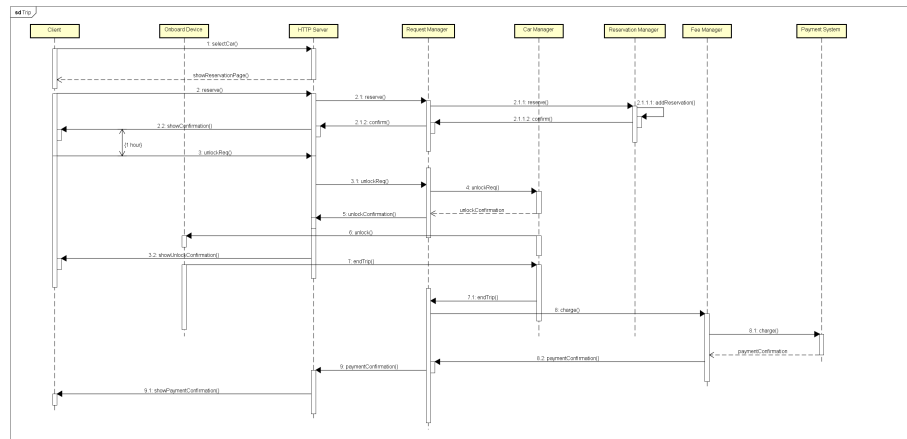 sd Trip
Client
Onboard Device
HTTP Server
Request Manager
Car Manager
Reservation Manager
Fee Manager
Payment System
1: selectCar()
showReservationPage()
2: reserve()
2.1: reserve()
2.1.1: reserve()
2.1.1.1: addReservation()
2.1.1.2: confirm()
2.1.2: confirm()
2.2: showConfirmation()
{1 hour}
3: unlockReq()
3.1: unlockReq()
4: unlockReq()
unlockConfirmation
5: unlockConfirmation()
6: unlock()
3.2: showUnlockConfirmation()
7: endTrip()
7.1: endTrip()
8: charge()
8.1: charge()
paymentConfirmation
8.2: paymentConfirmation()
9: paymentConfirmation()
9.1: showPaymentConfirmation()